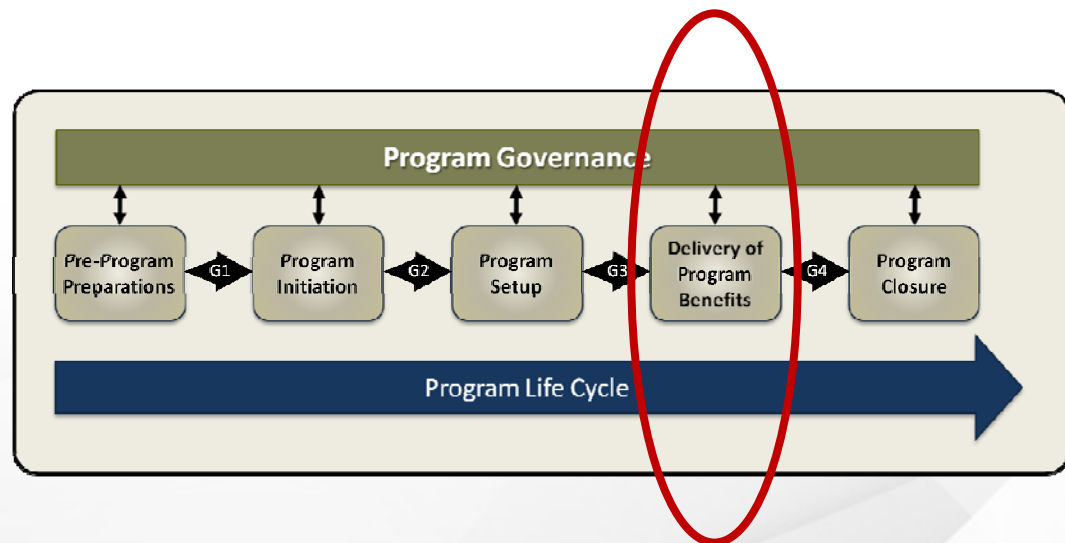 Program Governance
Pre-Program
Preparations
G1
Program
Initiation
G2
Program
Setup
G3
Delivery of
Program
Benefits
G4
Program
Closure
Program Life Cycle